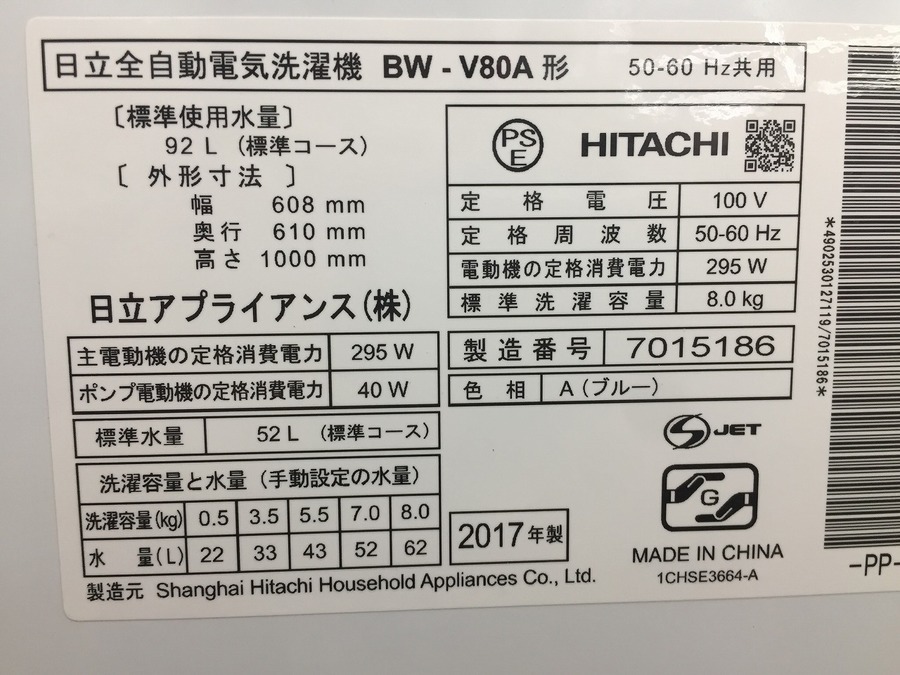 日立全自動電気洗濯機 BW - V80A 形 50-60 Hz共用
〔標準使用水量〕
92 L (標準コース)
〔 外形寸法 〕
幅 608 mm
奥行 610 mm
高さ 1000 mm
日立アプライアンス(株)
主電動機の定格消費電力 295 W
ポンプ電動機の定格消費電力 40 W
標準水量 52 L (標準コース)
洗濯容量と水量 (手動設定の水量)
洗濯容量(kg) 0.5 3.5 5.5 7.0 8.0
水 量(L) 22 33 43 52 62
製造元 Shanghai Hitachi Household Appliances Co., Ltd.
PS E HITACHI
定格電圧 100 V
定格周波数 50-60 Hz
電動機の定格消費電力 295 W
標準洗濯容量 8.0 kg
製造番号 7015186
色相 A (ブルー)
S JET
G
2017 年製
MADE IN CHINA
1CHSE3664-A
*4902530127119/7015186*
-PP-